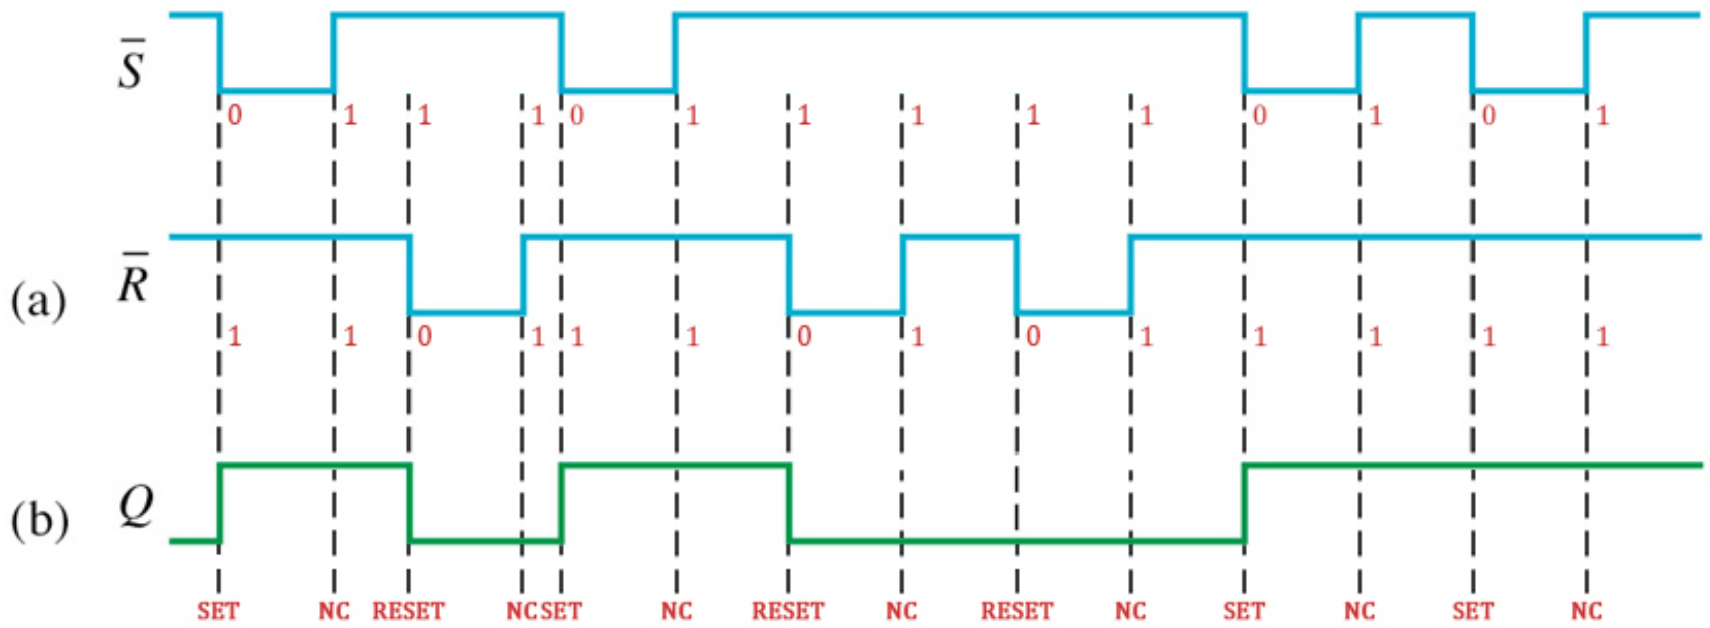 S̅
0 1 1 1 0 1 1 1 1 1 0 1 0 1
(a) R̅
1 1 0 1 1 1 0 1 0 1 1 1 1 1
(b) Q
SET NC RESET NC SET NC RESET NC RESET NC SET NC SET NC